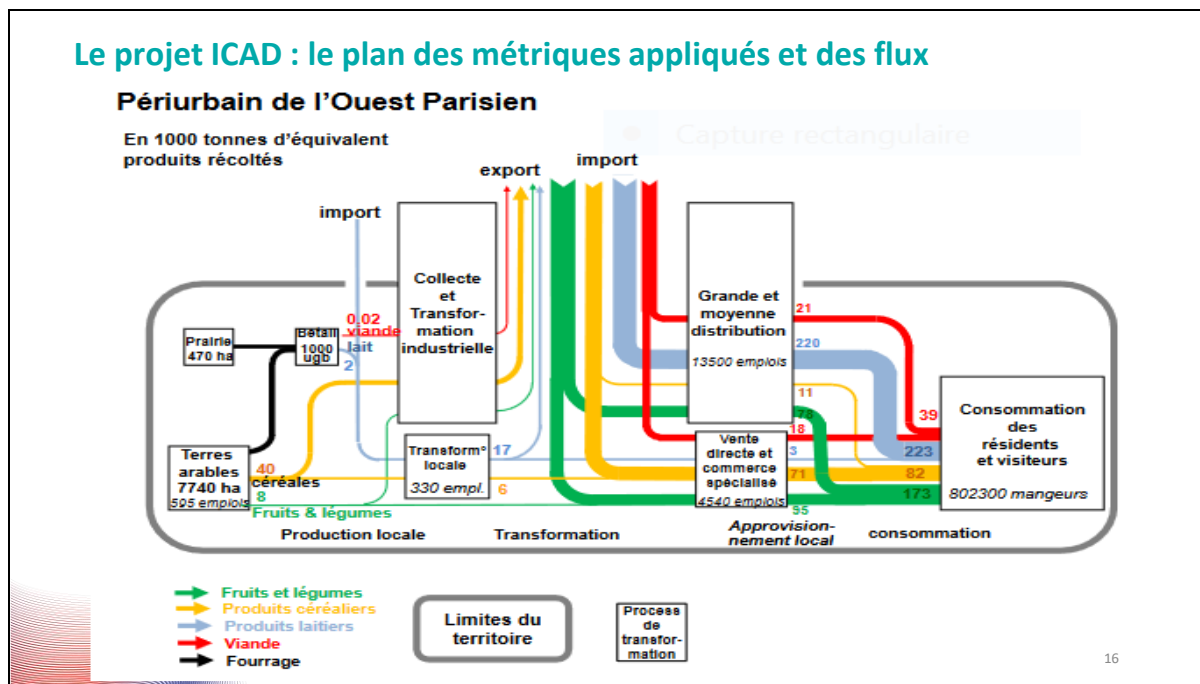 Le projet ICAD : le plan des métriques appliqués et des flux
Périurbain de l'Ouest Parisien
En 1000 tonnes d'équivalent
produits récoltés
Capture rectangulaire
export
import
import
Collecte
et
Transfor-
mation
industrielle
Grande et
moyenne
distribution
13500 emplois
Prairie
470 ha
Bétail
1000
ugb
0.02
viande
lait
2
21
220
11
78
18
3
71
95
Terres
arables
7740 ha
595 emplois
40
céréales
8
Fruits & légumes
Transform°
locale
330 empl.
17
6
Vente
directe et
commerce
spécialisé
4540 emplois
39
223
82
173
Consommation
des
résidents
et visiteurs
802300 mangeurs
Production locale
Transformation
Approvision-
nement local
consommation
Fruits et légumes
Produits céréaliers
Produits laitiers
Viande
Fourrage
Limites du
territoire
Process
de
transfor-
mation
16